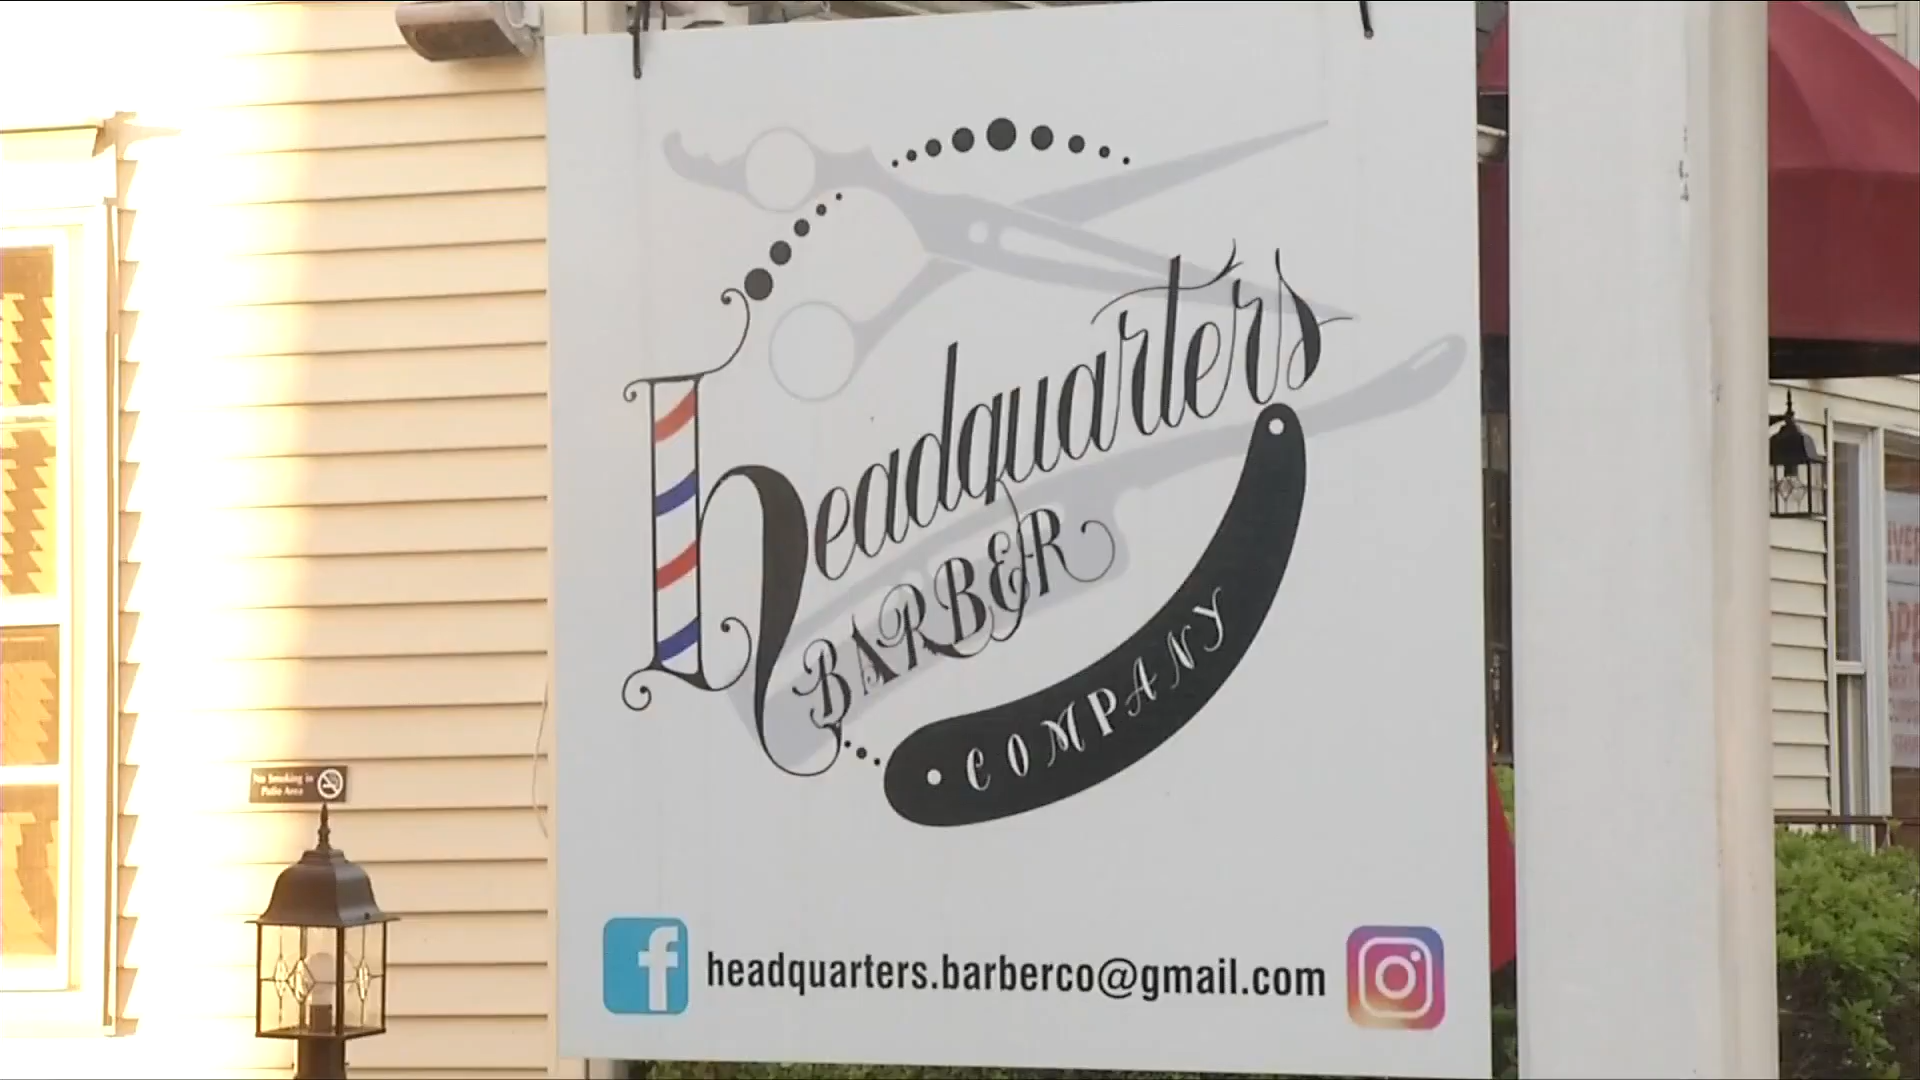 headquarters
BARBER
COMPANY
f
headquarters.barberco@gmail.com
No Smoking in
Patio Area